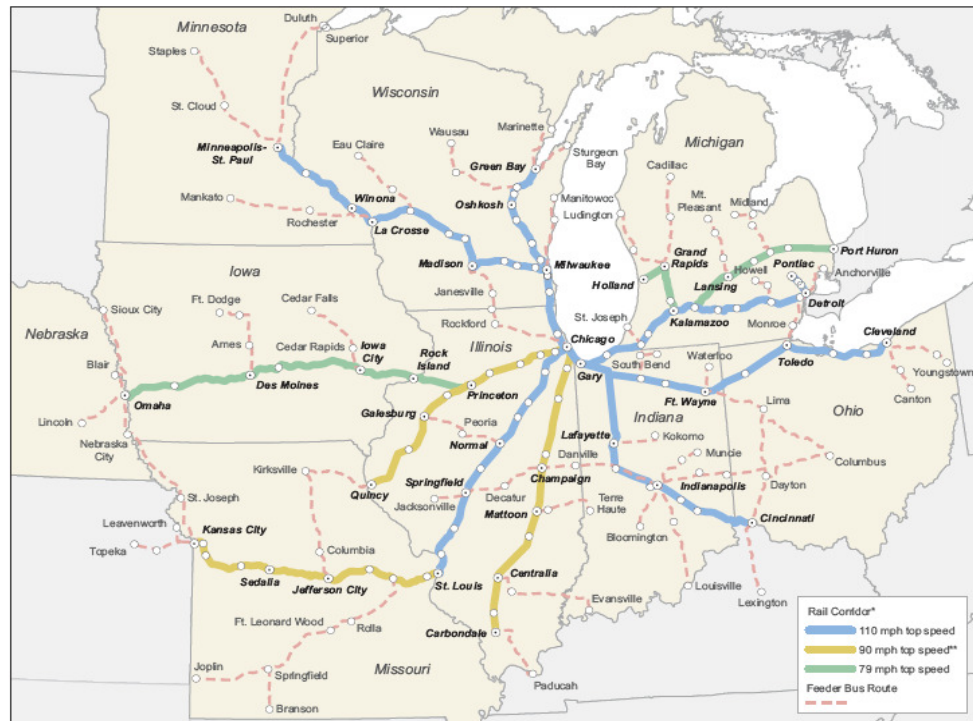 Minnesota
Duluth
Superior
Staples
St. Cloud
Minneapolis-
St. Paul
Mankato
Rochester
Winona
La Crosse
Wisconsin
Eau Claire
Wausau
Marinette
Green Bay
Sturgeon
Bay
Oshkosh
Manitowoc
Ludington
Madison
Milwaukee
Janesville
Rockford
Michigan
Cadillac
Mt.
Pleasant
Midland
Grand
Rapids
Holland
Lansing
Howell
Pontiac
Port Huron
Anchorville
Detroit
Kalamazoo
St. Joseph
Monroe
Iowa
Sioux City
Ft. Dodge
Cedar Falls
Ames
Cedar Rapids
Iowa
City
Rock
Island
Des Moines
Nebraska
Blair
Omaha
Lincoln
Nebraska
City
Illinois
Chicago
Gary
Princeton
Galesburg
Peoria
Normal
Quincy
Springfield
Jacksonville
Decatur
Danville
Champaign
Mattoon
Centralia
Carbondale
South Bend
Waterloo
Ft. Wayne
Toledo
Cleveland
Youngstown
Canton
Indiana
Lafayette
Kokomo
Muncie
Indianapolis
Terre
Haute
Bloomington
Evansville
Louisville
Paducah
Ohio
Lima
Columbus
Dayton
Cincinnati
Lexington
Kirksville
St. Joseph
Leavenworth
Kansas City
Topeka
Sedalia
Columbia
Jefferson City
St. Louis
Ft. Leonard Wood
Rolla
Joplin
Springfield
Branson
Missouri
Rail Corridor*
110 mph top speed
90 mph top speed**
79 mph top speed
Feeder Bus Route